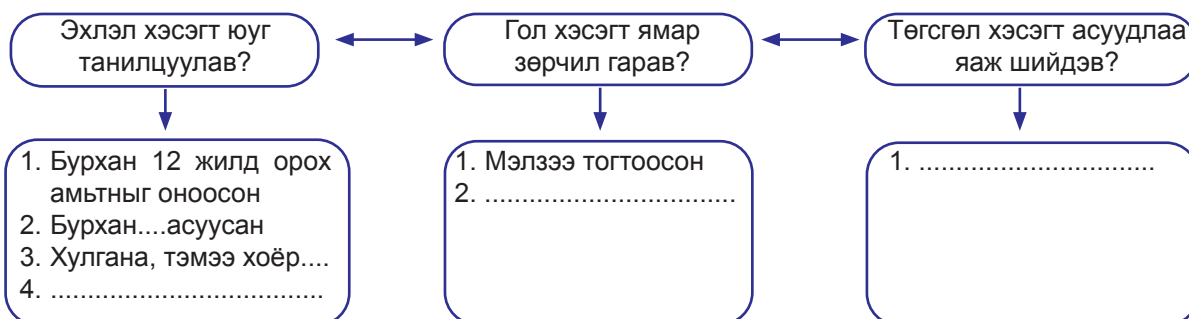 Эхлэл хэсэгт юуг
танилцуулав?
Гол хэсэгт ямар
зөрчил гарав?
Төгсгөл хэсэгт асуудлаа
яаж шийдэв?
1. Бурхан 12 жилд орох
амьтныг оноосон
2. Бурхан....асуусан
3. Хулгана, тэмээ хоёр....
4. ....................................
1. Мэлзээ тогтоосон
2. .................................
1. ............................